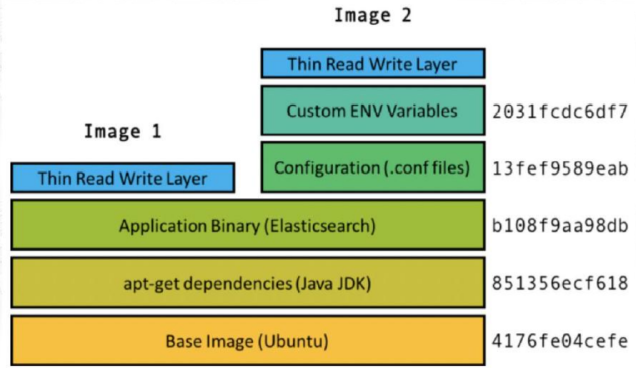 Image 2
Thin Read Write Layer
Custom ENV Variables 2031fcdc6df7
Image 1
Configuration (.conf files) 13fef9589eab
Thin Read Write Layer
Application Binary (Elasticsearch) b108f9aa98db
apt-get dependencies (Java JDK) 851356ecf618
Base Image (Ubuntu) 4176fe04cefe